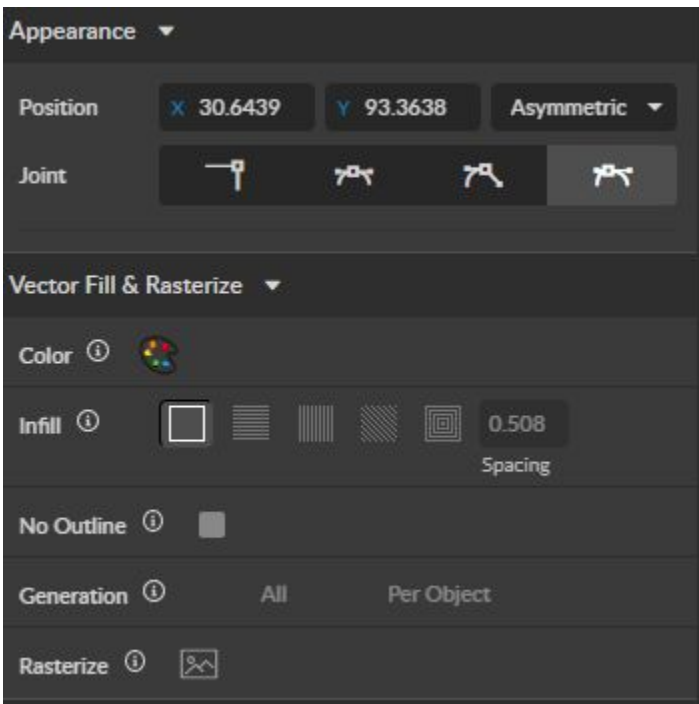 Appearance
Position X 30.6439 Y 93.3638 Asymmetric
Joint
Vector Fill & Rasterize
Color
Infill 0.508
Spacing
No Outline
Generation All Per Object
Rasterize